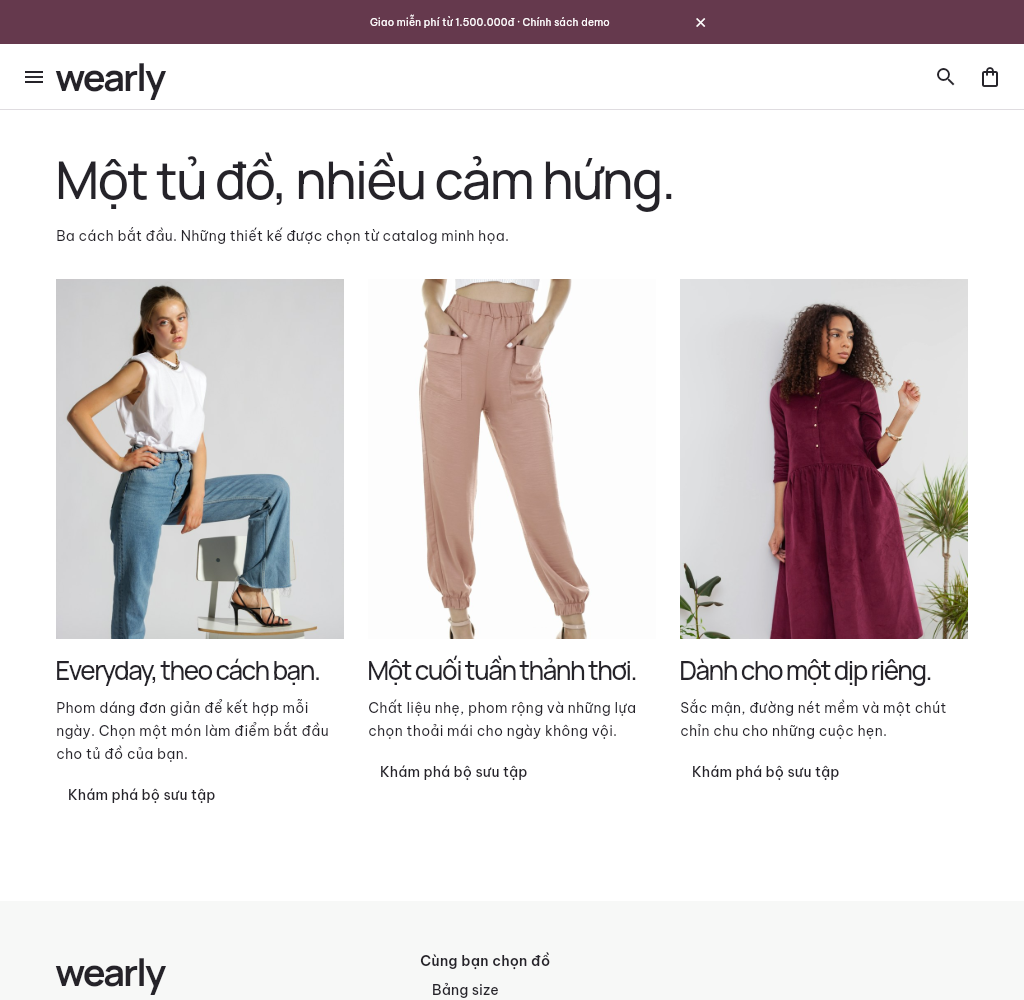 Giao miễn phí từ 1.500.000đ · Chính sách demo
wearly
Một tủ đồ, nhiều cảm hứng.
Ba cách bắt đầu. Những thiết kế được chọn từ catalog minh họa.
Everyday, theo cách bạn.
Phom dáng đơn giản để kết hợp mỗi
ngày. Chọn một món làm điểm bắt đầu
cho tủ đồ của bạn.
Khám phá bộ sưu tập
Một cuối tuần thảnh thơi.
Chất liệu nhẹ, phom rộng và những lựa
chọn thoải mái cho ngày không vội.
Khám phá bộ sưu tập
Dành cho một dịp riêng.
Sắc mận, đường nét mềm và một chút
chỉn chu cho những cuộc hẹn.
Khám phá bộ sưu tập
wearly
Cùng bạn chọn đồ
Bảng size